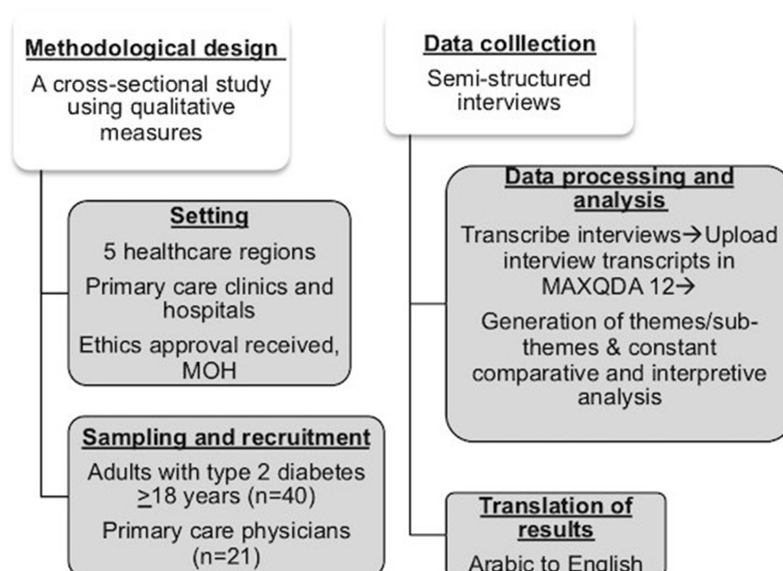 Methodological design
A cross-sectional study
using qualitative
measures
Setting
5 healthcare regions
Primary care clinics and
hospitals
Ethics approval received,
MOH
Sampling and recruitment
Adults with type 2 diabetes
≥18 years (n=40)
Primary care physicians
(n=21)
Data colllection
Semi-structured
interviews
Data processing and
analysis
Transcribe interviews→Upload
interview transcripts in
MAXQDA 12→
Generation of themes/sub-
themes & constant
comparative and interpretive
analysis
Translation of
results
Arabic to English